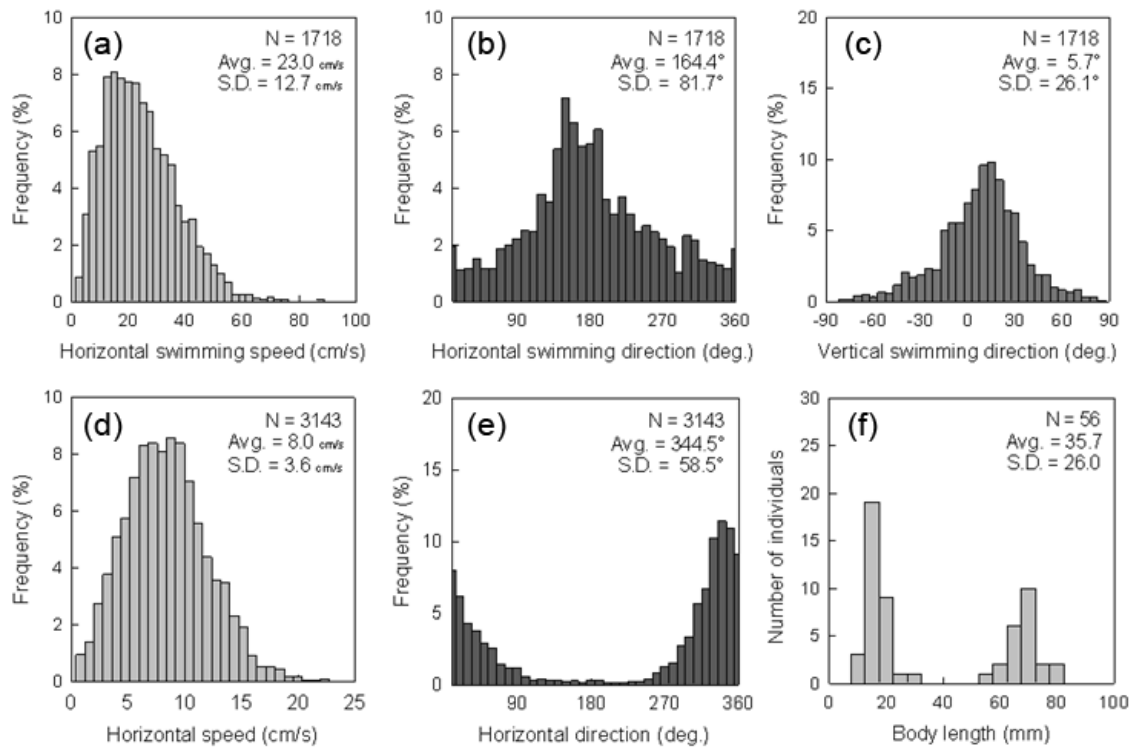 (a)
N = 1718
Avg. = 23.0 cm/s
S.D. = 12.7 cm/s
Frequency (%)
10
8
6
4
2
0
0 20 40 60 80 100
Horizontal swimming speed (cm/s)
(b)
N = 1718
Avg. = 164.4°
S.D. = 81.7°
Frequency (%)
10
8
6
4
2
0
90 180 270 360
Horizontal swimming direction (deg.)
(c)
N = 1718
Avg. = 5.7°
S.D. = 26.1°
Frequency (%)
20
15
10
5
0
-90 -60 -30 0 30 60 90
Vertical swimming direction (deg.)
(d)
N = 3143
Avg. = 8.0 cm/s
S.D. = 3.6 cm/s
Frequency (%)
10
8
6
4
2
0
0 5 10 15 20 25
Horizontal speed (cm/s)
(e)
N = 3143
Avg. = 344.5°
S.D. = 58.5°
Frequency (%)
20
15
10
5
0
90 180 270 360
Horizontal direction (deg.)
(f)
N = 56
Avg. = 35.7
S.D. = 26.0
Number of individuals
30
25
20
15
10
5
0
0 20 40 60 80 100
Body length (mm)